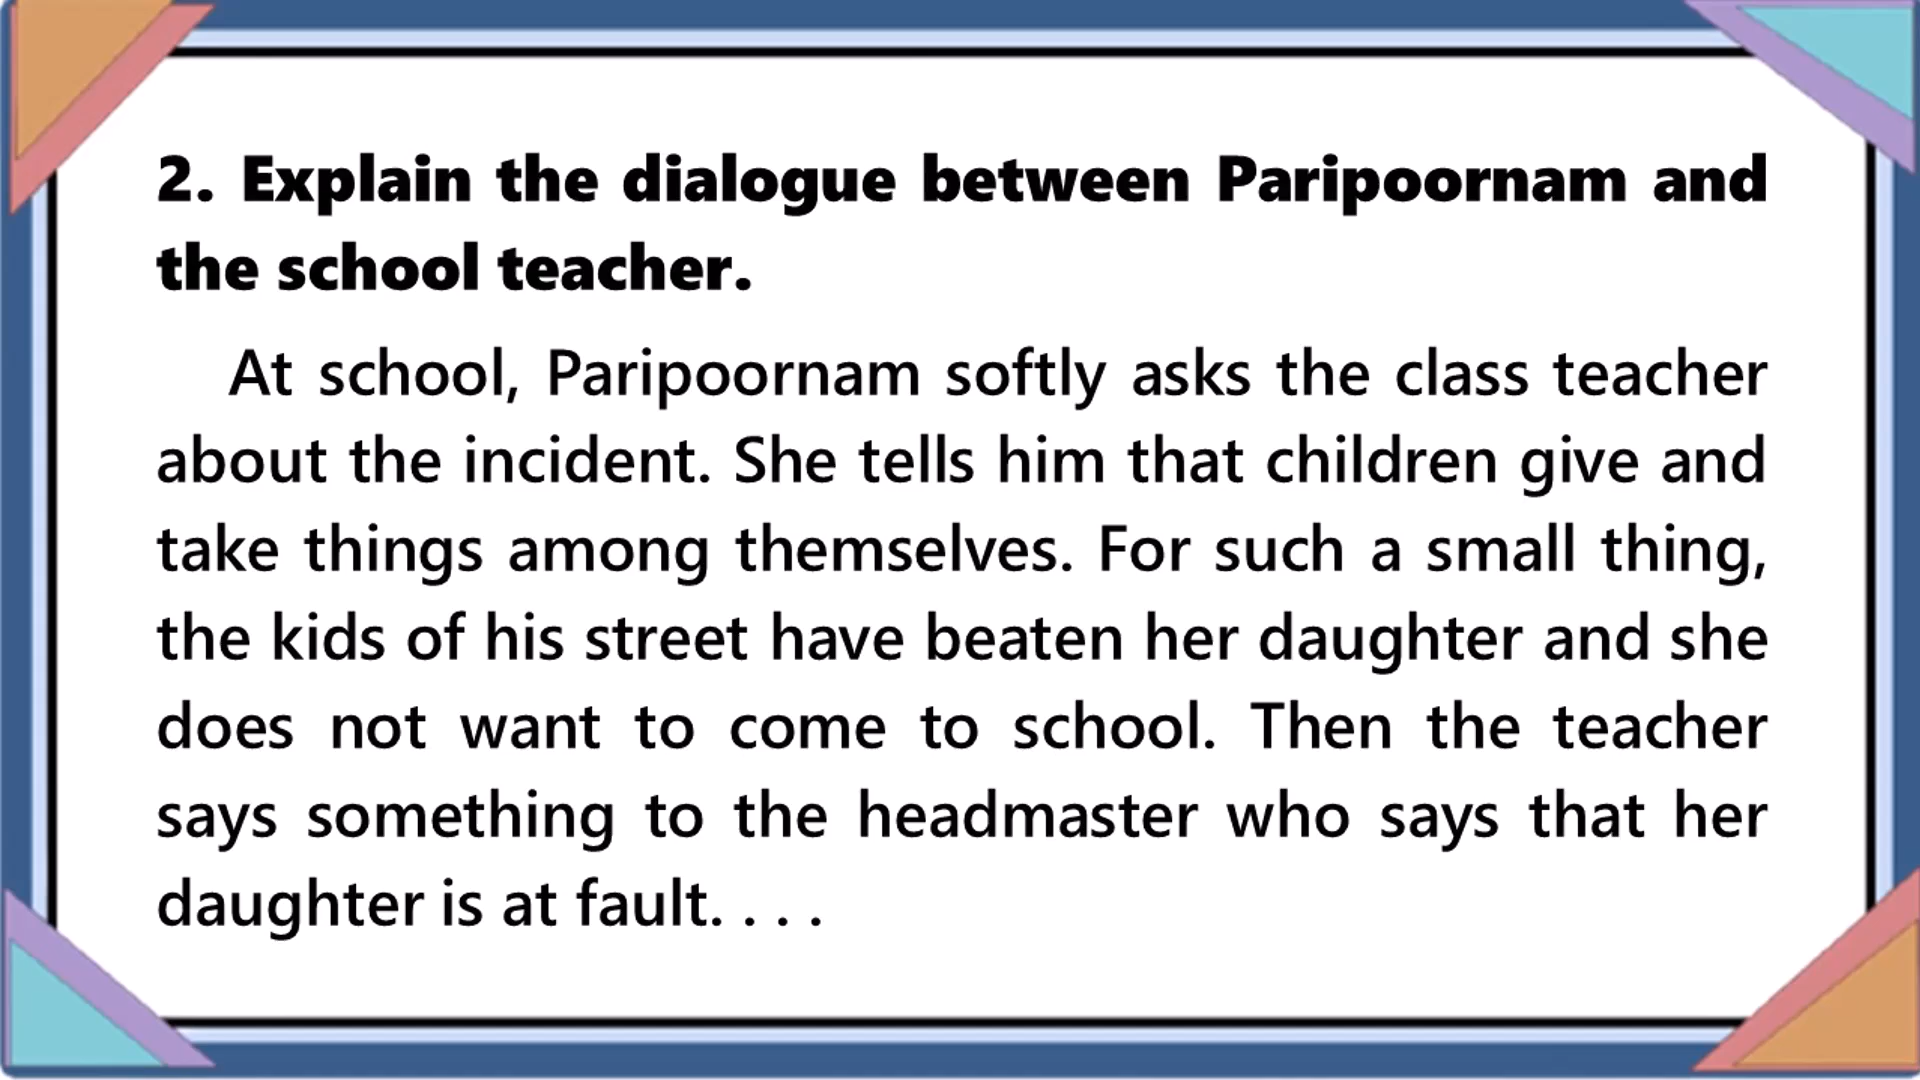 2. Explain the dialogue between Paripoornam and
the school teacher.
At school, Paripoornam softly asks the class teacher
about the incident. She tells him that children give and
take things among themselves. For such a small thing,
the kids of his street have beaten her daughter and she
does not want to come to school. Then the teacher
says something to the headmaster who says that her
daughter is at fault. . . .